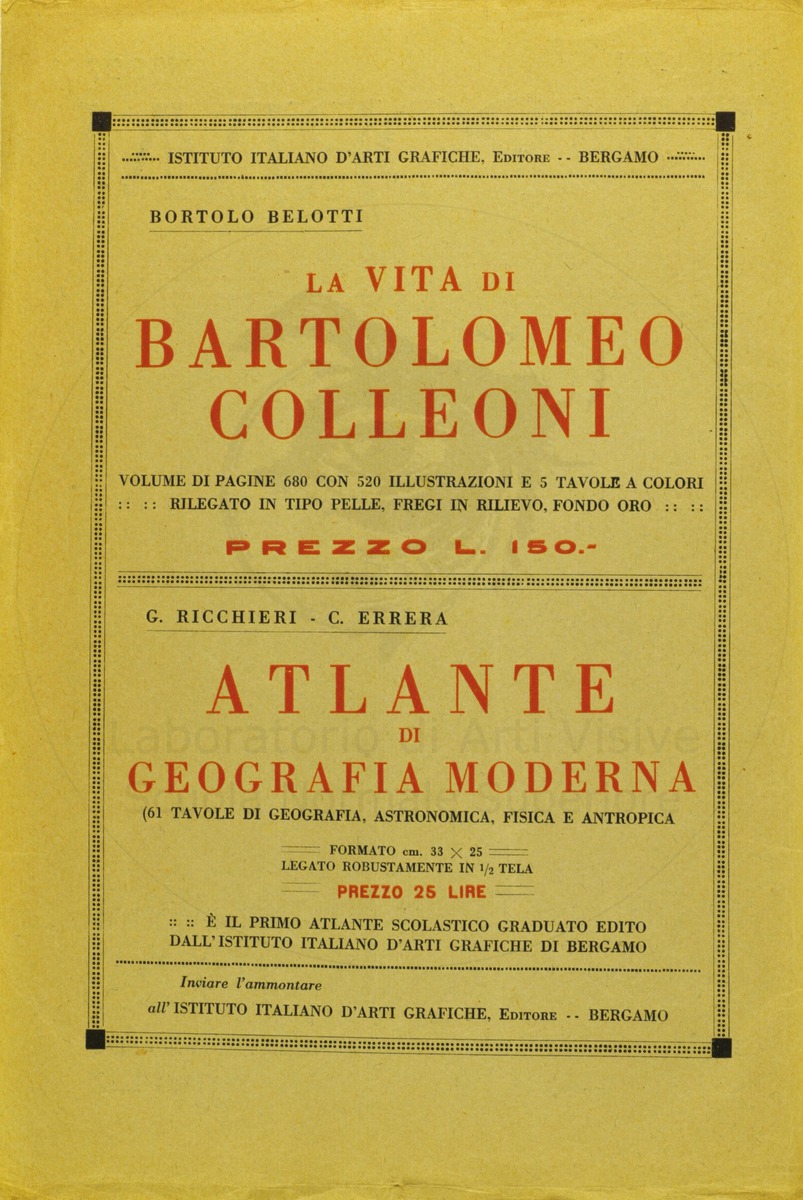 ISTITUTO ITALIANO D'ARTI GRAFICHE, EDITORE -- BERGAMO
BORTOLO BELOTTI
LA VITA DI
BARTOLOMEO
COLLEONI
VOLUME DI PAGINE 680 CON 520 ILLUSTRAZIONI E 5 TAVOLE A COLORI
:: :: RILEGATO IN TIPO PELLE, FREGI IN RILIEVO, FONDO ORO :: ::
PREZZO L. 150.-
G. RICCHIERI - C. ERRERA
ATLANTE
DI
Laboratorio di Arti Visive
GEOGRAFIA MODERNA
(61 TAVOLE DI GEOGRAFIA, ASTRONOMICA, FISICA E ANTROPICA
FORMATO cm. 33 × 25
LEGATO ROBUSTAMENTE IN 1/2 TELA
PREZZO 25 LIRE
:: :: È IL PRIMO ATLANTE SCOLASTICO GRADUATO EDITO
DALL'ISTITUTO ITALIANO D'ARTI GRAFICHE DI BERGAMO
Inviare l'ammontare
all' ISTITUTO ITALIANO D'ARTI GRAFICHE, EDITORE -- BERGAMO